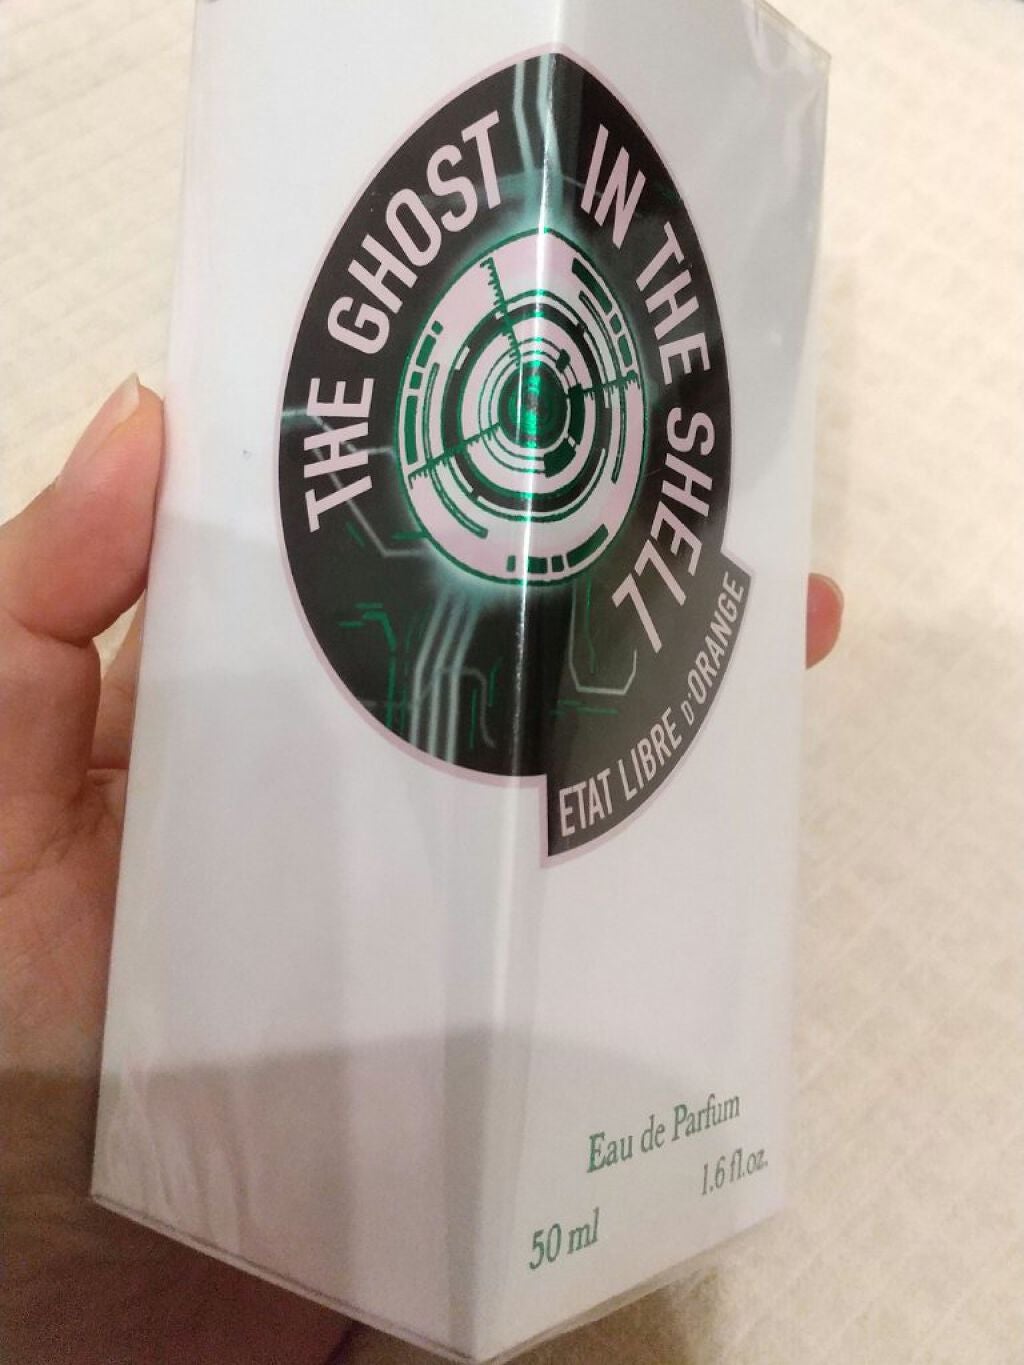 THE GHOST IN THE SHELL
ETAT LIBRE D'ORANGE
Eau de Parfum
1.6 fl.oz.
50 ml